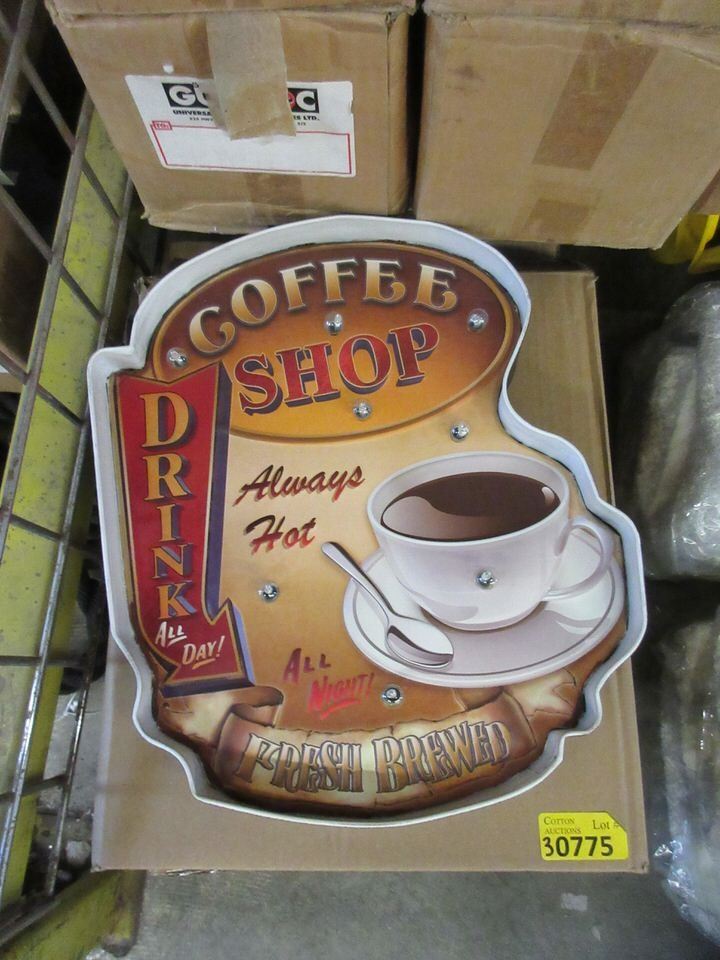 COFFEE
SHOP
DRINK
ALL
DAY!
Always
Hot
ALL
NIGHT!
FRESH BREWED
COTTON
AUCTIONS
Lot #
30775